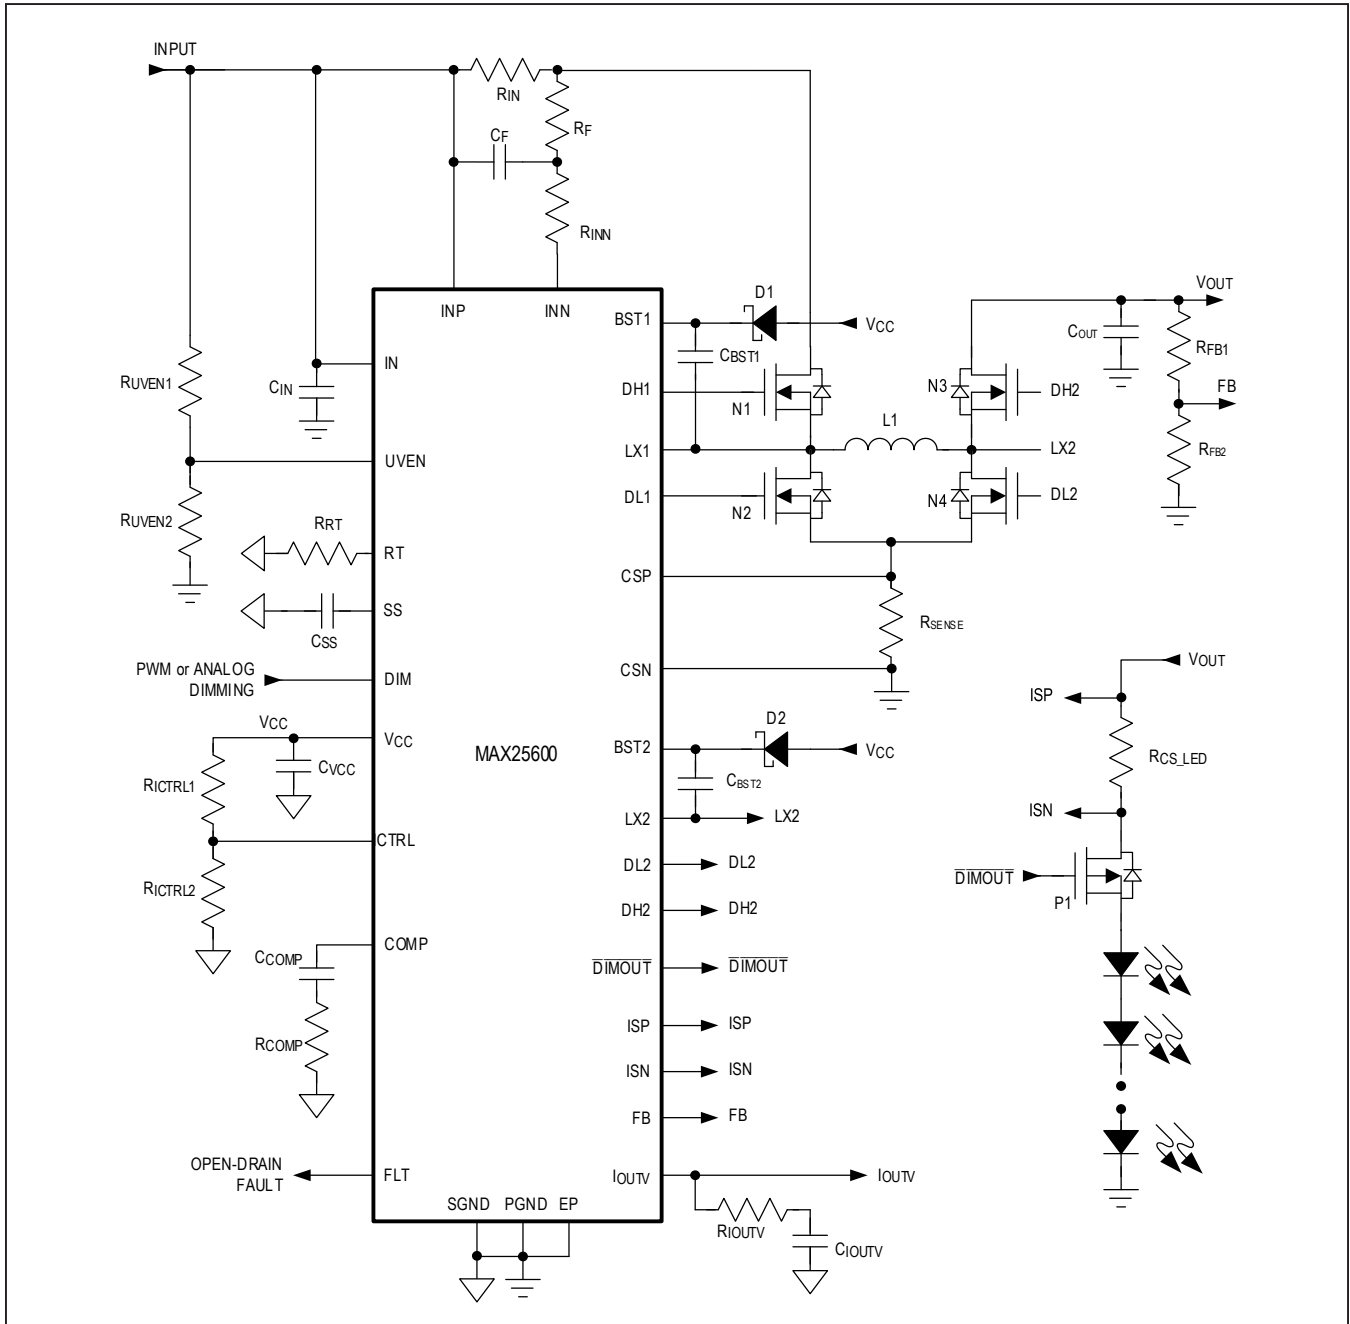 INPUT
RIN
RF
CF
RINN
INP
INN
BST1
D1
VCC
VOUT
COUT
RFB1
IN
CIN
RUVEN1
CBST1
DH1
N1
N3
DH2
FB
L1
LX1
LX2
RFB2
UVEN
DL1
N2
N4
DL2
RUVEN2
RRT
RT
CSP
SS
CSS
RSENSE
PWM or ANALOG
DIMMING
DIM
CSN
VOUT
ISP
VCC
VCC
CVCC
RICTRL1
MAX25600
BST2
D2
VCC
CBST2
RCS_LED
LX2
LX2
ISN
CTRL
DL2
DL2
RICTRL2
DIMOUT
P1
DH2
DH2
COMP
CCOMP
DIMOUT
DIMOUT
RCOMP
ISP
ISP
ISN
ISN
FB
FB
OPEN-DRAIN
FAULT
FLT
IOUTV
IOUTV
SGND
PGND
EP
RIOUTV
CIOUTV